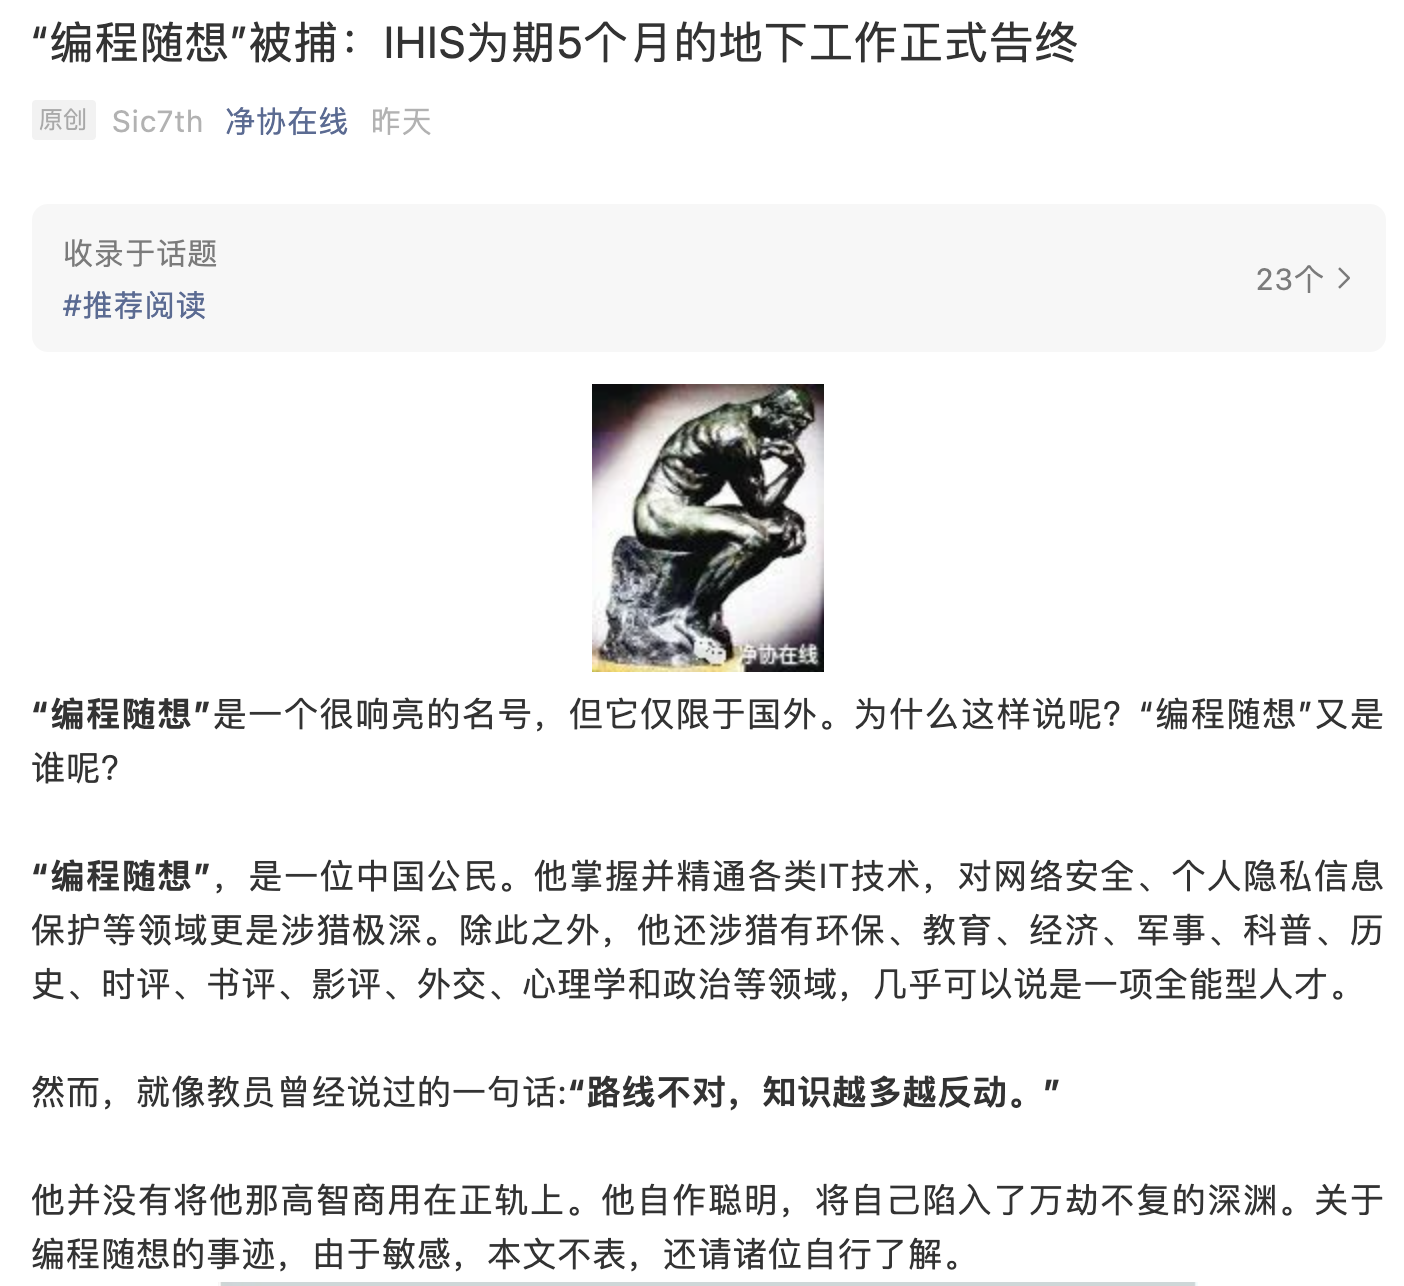 “编程随想”被捕：IHIS为期5个月的地下工作正式告终
原创 Sic7th 净协在线 昨天
收录于话题
#推荐阅读
23个
净协在线
“编程随想”是一个很响亮的名号，但它仅限于国外。为什么这样说呢？“编程随想”又是
谁呢？
“编程随想”，是一位中国公民。他掌握并精通各类IT技术，对网络安全、个人隐私信息
保护等领域更是涉猎极深。除此之外，他还涉猎有环保、教育、经济、军事、科普、历
史、时评、书评、影评、外交、心理学和政治等领域，几乎可以说是一项全能型人才。
然而，就像教员曾经说过的一句话:“路线不对，知识越多越反动。”
他并没有将他那高智商用在正轨上。他自作聪明，将自己陷入了万劫不复的深渊。关于
编程随想的事迹，由于敏感，本文不表，还请诸位自行了解。